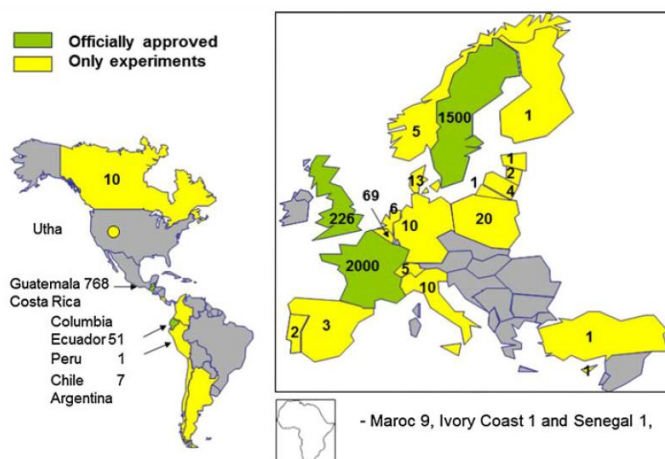 Officially approved
Only experiments
10
Utha
Guatemala 768
Costa Rica
Columbia
Ecuador 51
Peru 1
Chile 7
Argentina
1500
5
1
1
2
1
4
13
69
6
226
10
20
2000
5
10
2
3
1
1
- Maroc 9, Ivory Coast 1 and Senegal 1,